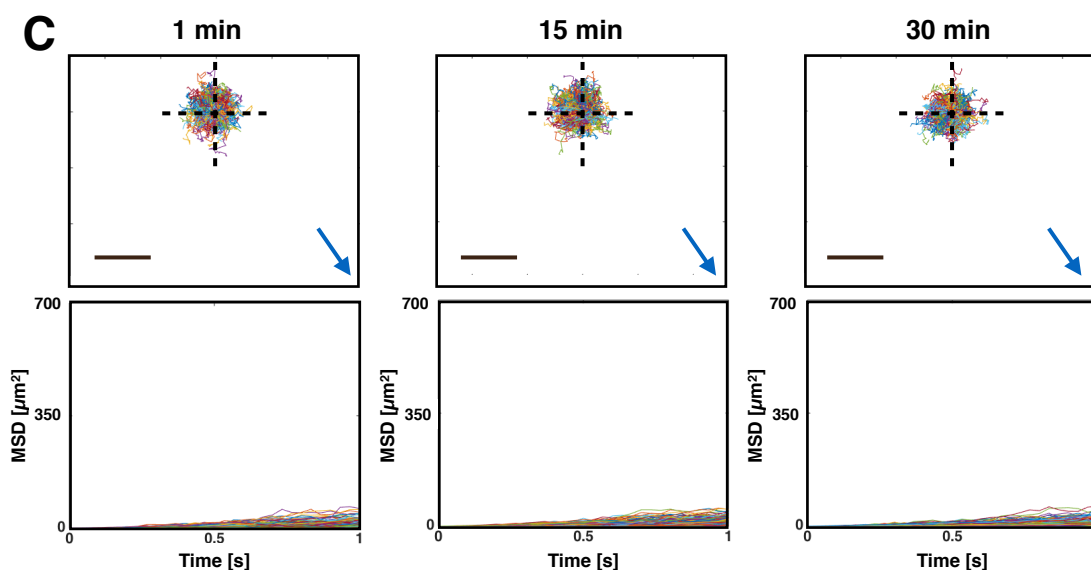 C
1 min 15 min 30 min
700 700 700
MSD [µm²] MSD [µm²] MSD [µm²]
350 350 350
0 0 0
0 0.5 1 0 0.5 1 0 0.5
Time [s] Time [s] Time [s]